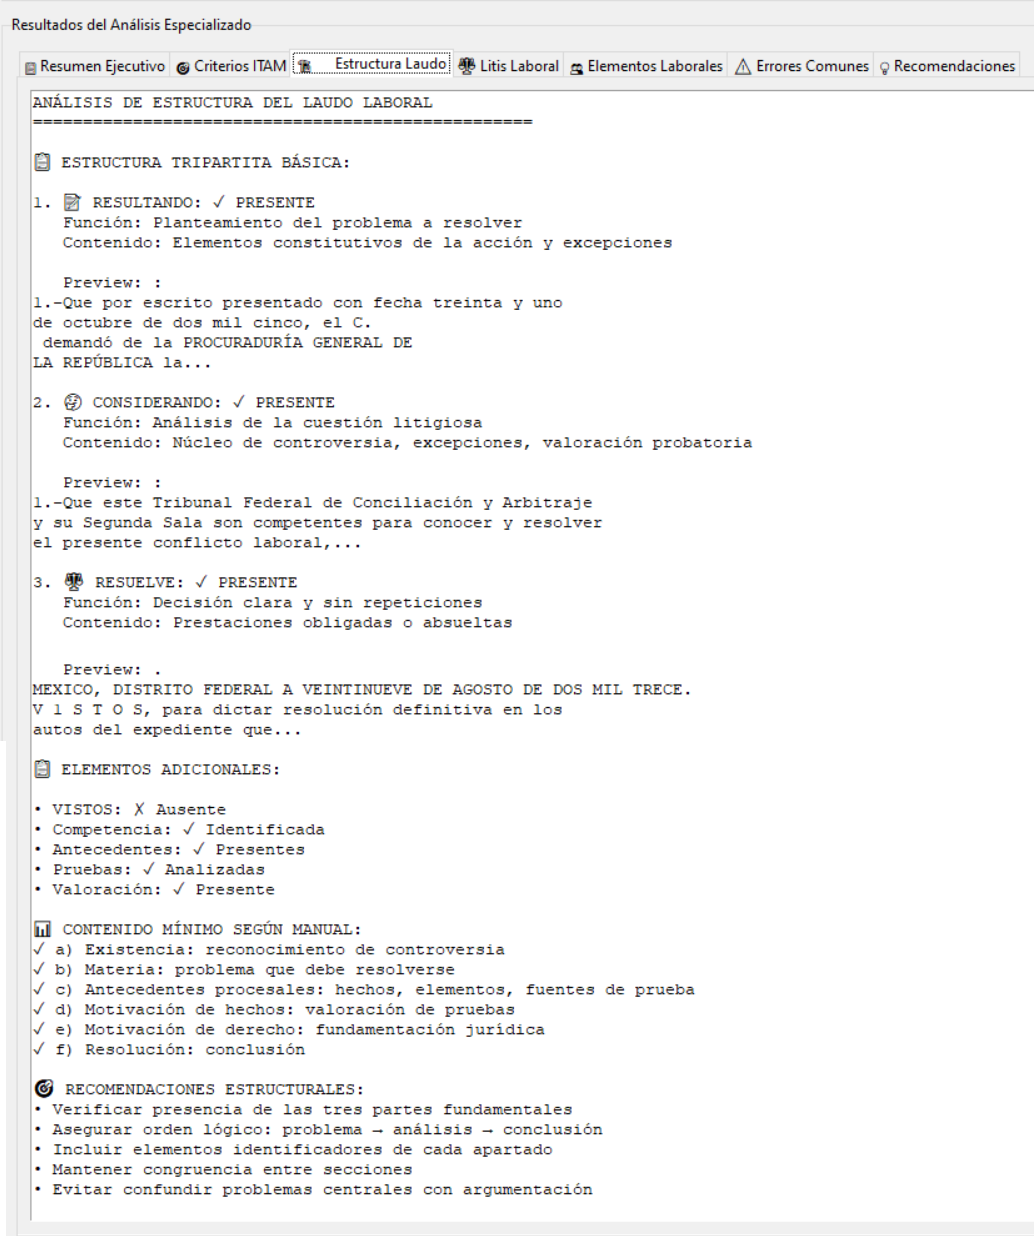 Resultados del Análisis Especializado
Resumen Ejecutivo Criterios ITAM Estructura Laudo Litis Laboral Elementos Laborales Errores Comunes Recomendaciones
ANÁLISIS DE ESTRUCTURA DEL LAUDO LABORAL
==================================================
ESTRUCTURA TRIPARTITA BÁSICA:
1. RESULTANDO: ✓ PRESENTE
Función: Planteamiento del problema a resolver
Contenido: Elementos constitutivos de la acción y excepciones
Preview: :
1.-Que por escrito presentado con fecha treinta y uno
de octubre de dos mil cinco, el C.
demandó de la PROCURADURÍA GENERAL DE
LA REPÚBLICA la...
2. CONSIDERANDO: ✓ PRESENTE
Función: Análisis de la cuestión litigiosa
Contenido: Núcleo de controversia, excepciones, valoración probatoria
Preview: :
1.-Que este Tribunal Federal de Conciliación y Arbitraje
y su Segunda Sala son competentes para conocer y resolver
el presente conflicto laboral,...
3. RESUELVE: ✓ PRESENTE
Función: Decisión clara y sin repeticiones
Contenido: Prestaciones obligadas o absueltas
Preview: .
MEXICO, DISTRITO FEDERAL A VEINTINUEVE DE AGOSTO DE DOS MIL TRECE.
V 1 S T O S, para dictar resolución definitiva en los
autos del expediente que...
ELEMENTOS ADICIONALES:
• VISTOS: ✗ Ausente
• Competencia: ✓ Identificada
• Antecedentes: ✓ Presentes
• Pruebas: ✓ Analizadas
• Valoración: ✓ Presente
CONTENIDO MÍNIMO SEGÚN MANUAL:
✓ a) Existencia: reconocimiento de controversia
✓ b) Materia: problema que debe resolverse
✓ c) Antecedentes procesales: hechos, elementos, fuentes de prueba
✓ d) Motivación de hechos: valoración de pruebas
✓ e) Motivación de derecho: fundamentación jurídica
✓ f) Resolución: conclusión
RECOMENDACIONES ESTRUCTURALES:
• Verificar presencia de las tres partes fundamentales
• Asegurar orden lógico: problema → análisis → conclusión
• Incluir elementos identificadores de cada apartado
• Mantener congruencia entre secciones
• Evitar confundir problemas centrales con argumentación